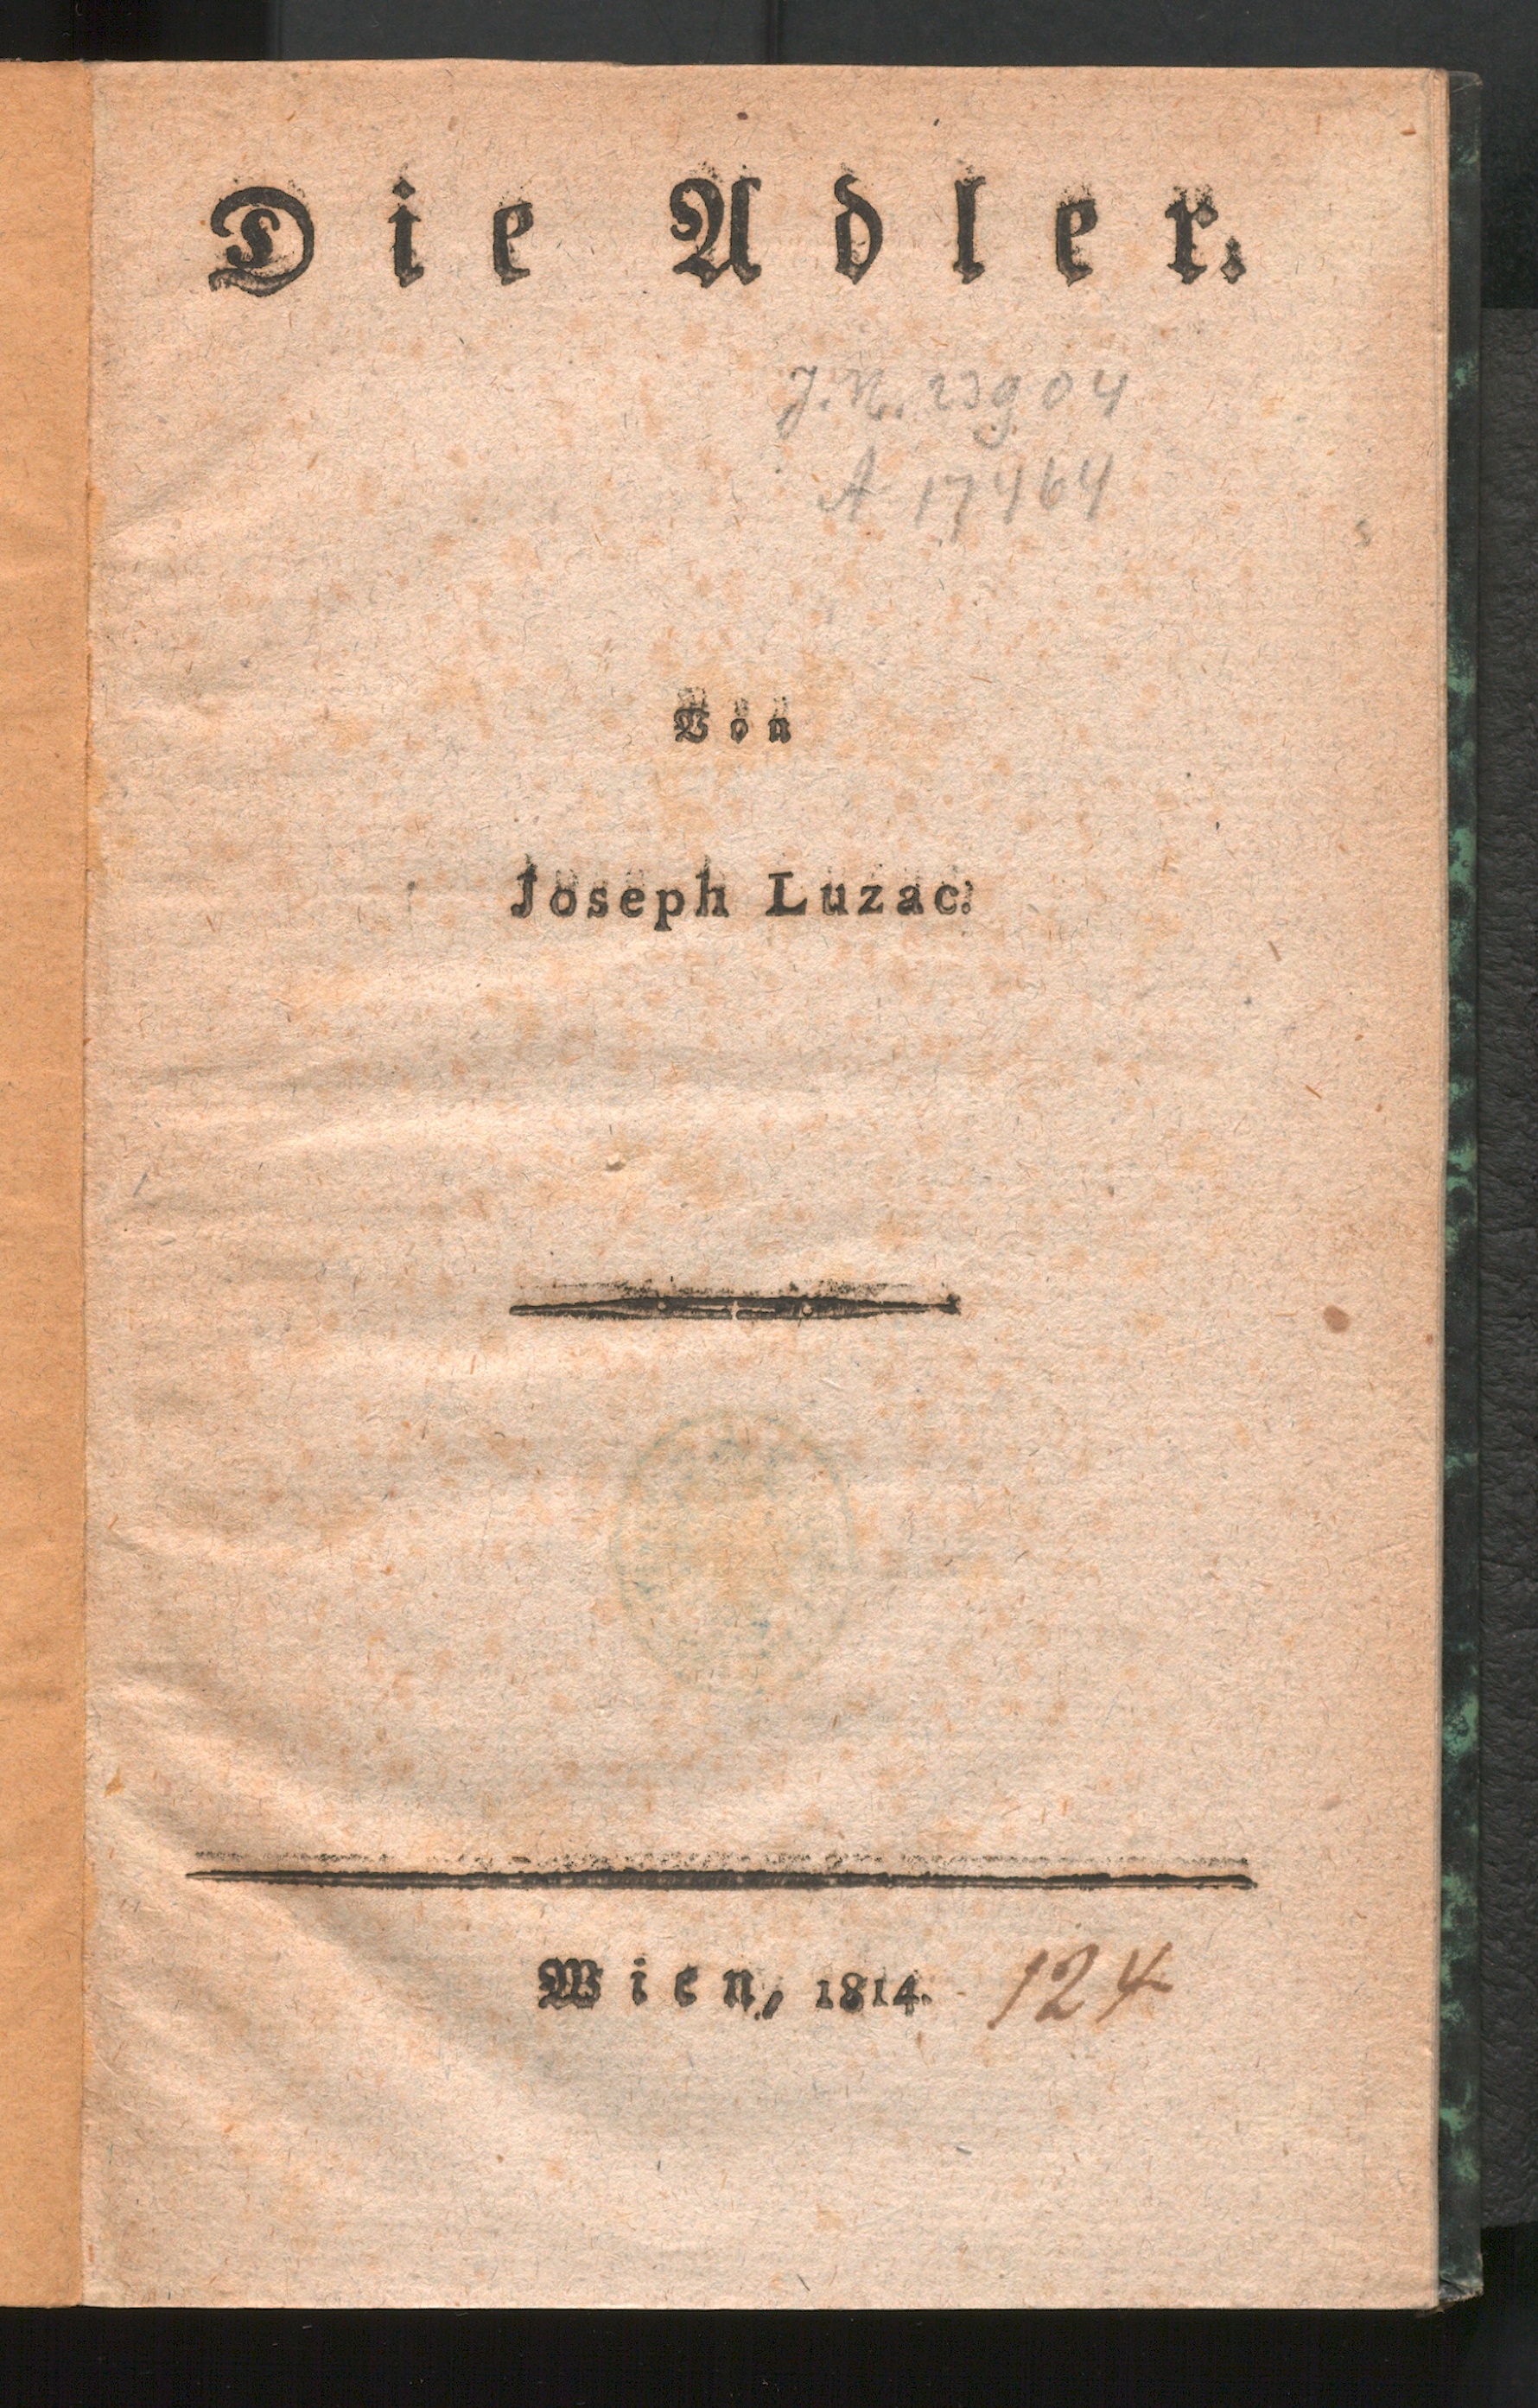 Die Adler.
J. N. 23904
A 17464
Von
Joseph Luzac.
Wien, 1814.
124